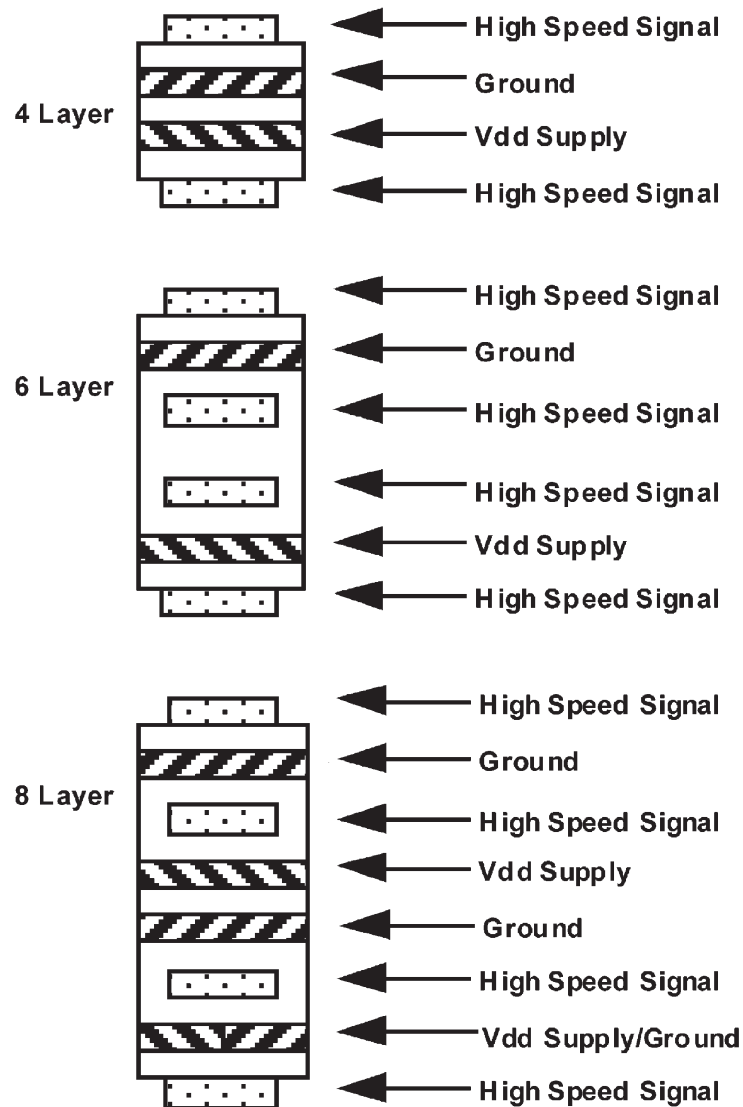 High Speed Signal
Ground
4 Layer
Vdd Supply
High Speed Signal
High Speed Signal
Ground
6 Layer
High Speed Signal
High Speed Signal
Vdd Supply
High Speed Signal
High Speed Signal
Ground
8 Layer
High Speed Signal
Vdd Supply
Ground
High Speed Signal
Vdd Supply/Ground
High Speed Signal